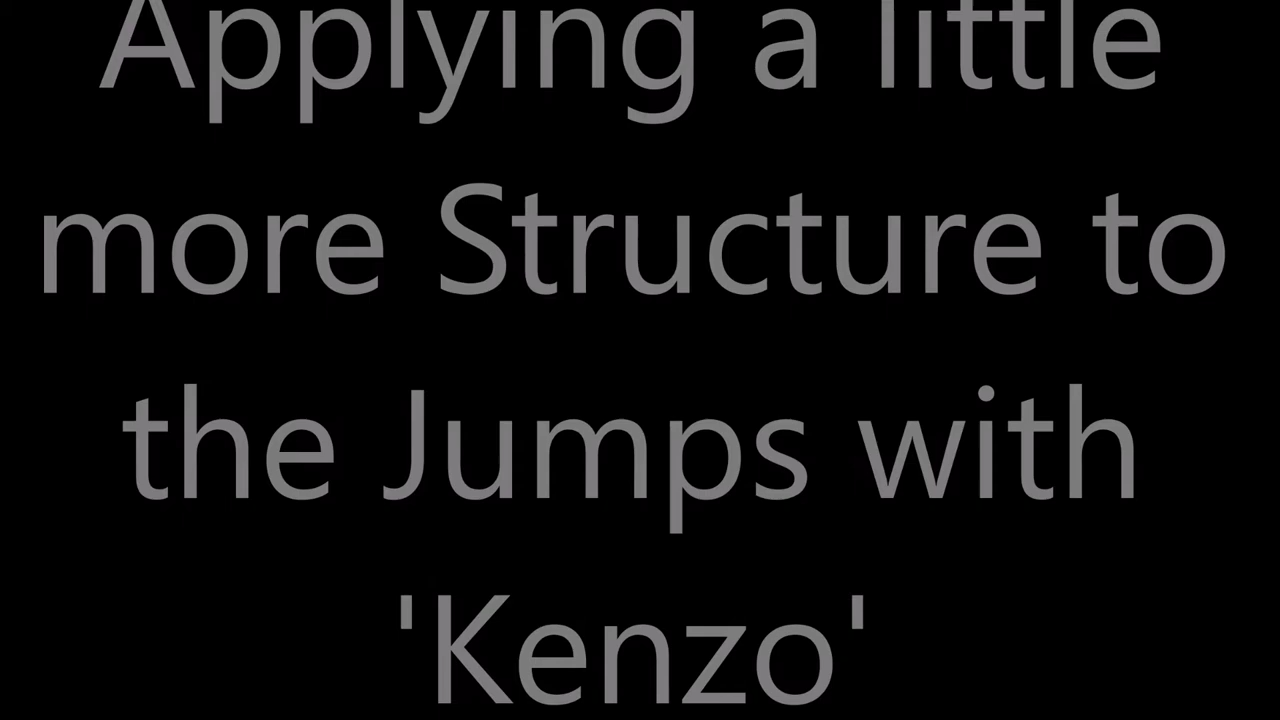 Applying a little
more Structure to
the Jumps with
'Kenzo'